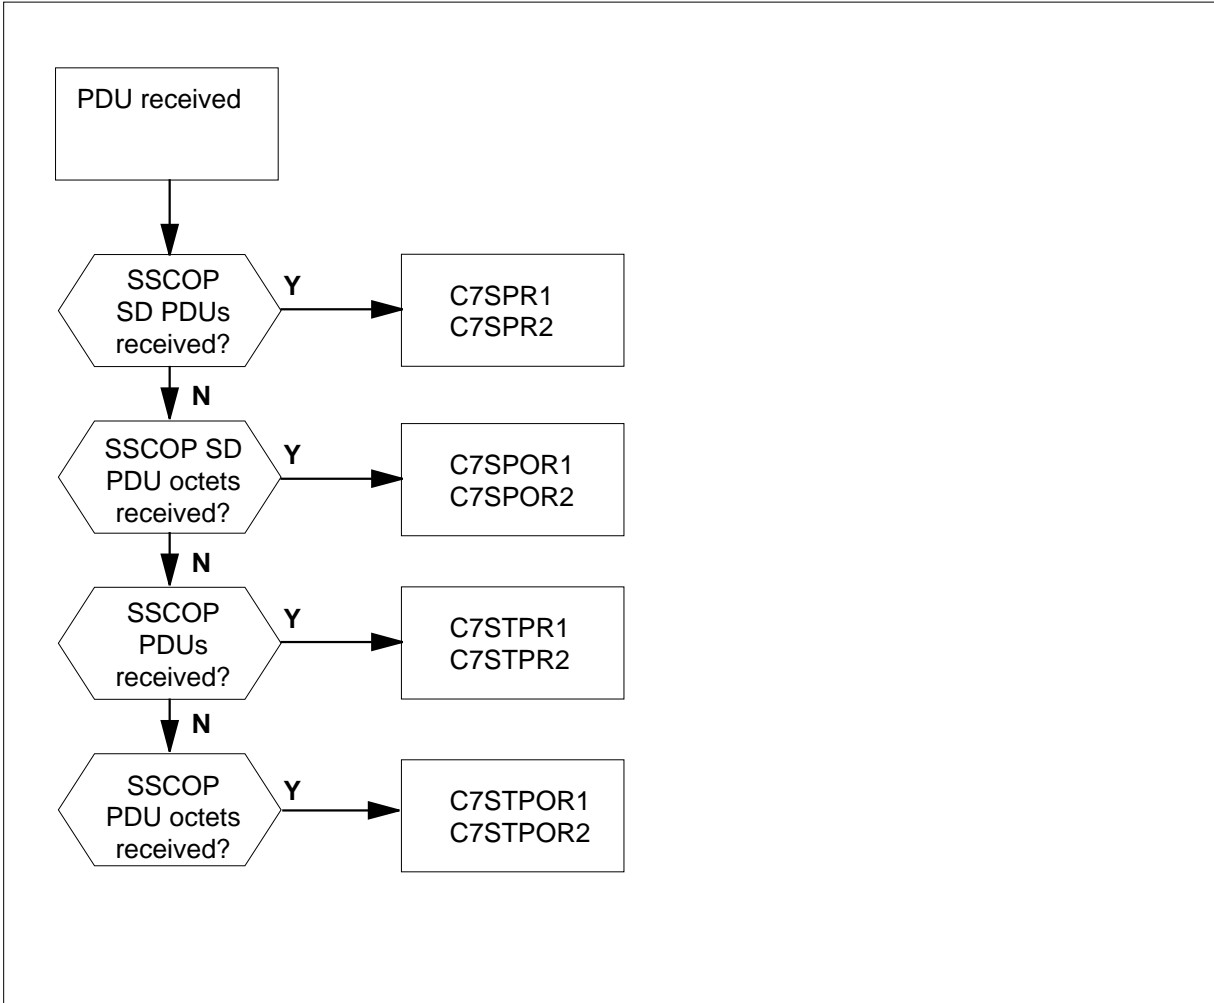 PDU received
SSCOP
SD PDUs
received?
Y
C7SPR1
C7SPR2
N
SSCOP SD
PDU octets
received?
Y
C7SPOR1
C7SPOR2
N
SSCOP
PDUs
received?
Y
C7STPR1
C7STPR2
N
SSCOP
PDU octets
received?
Y
C7STPOR1
C7STPOR2